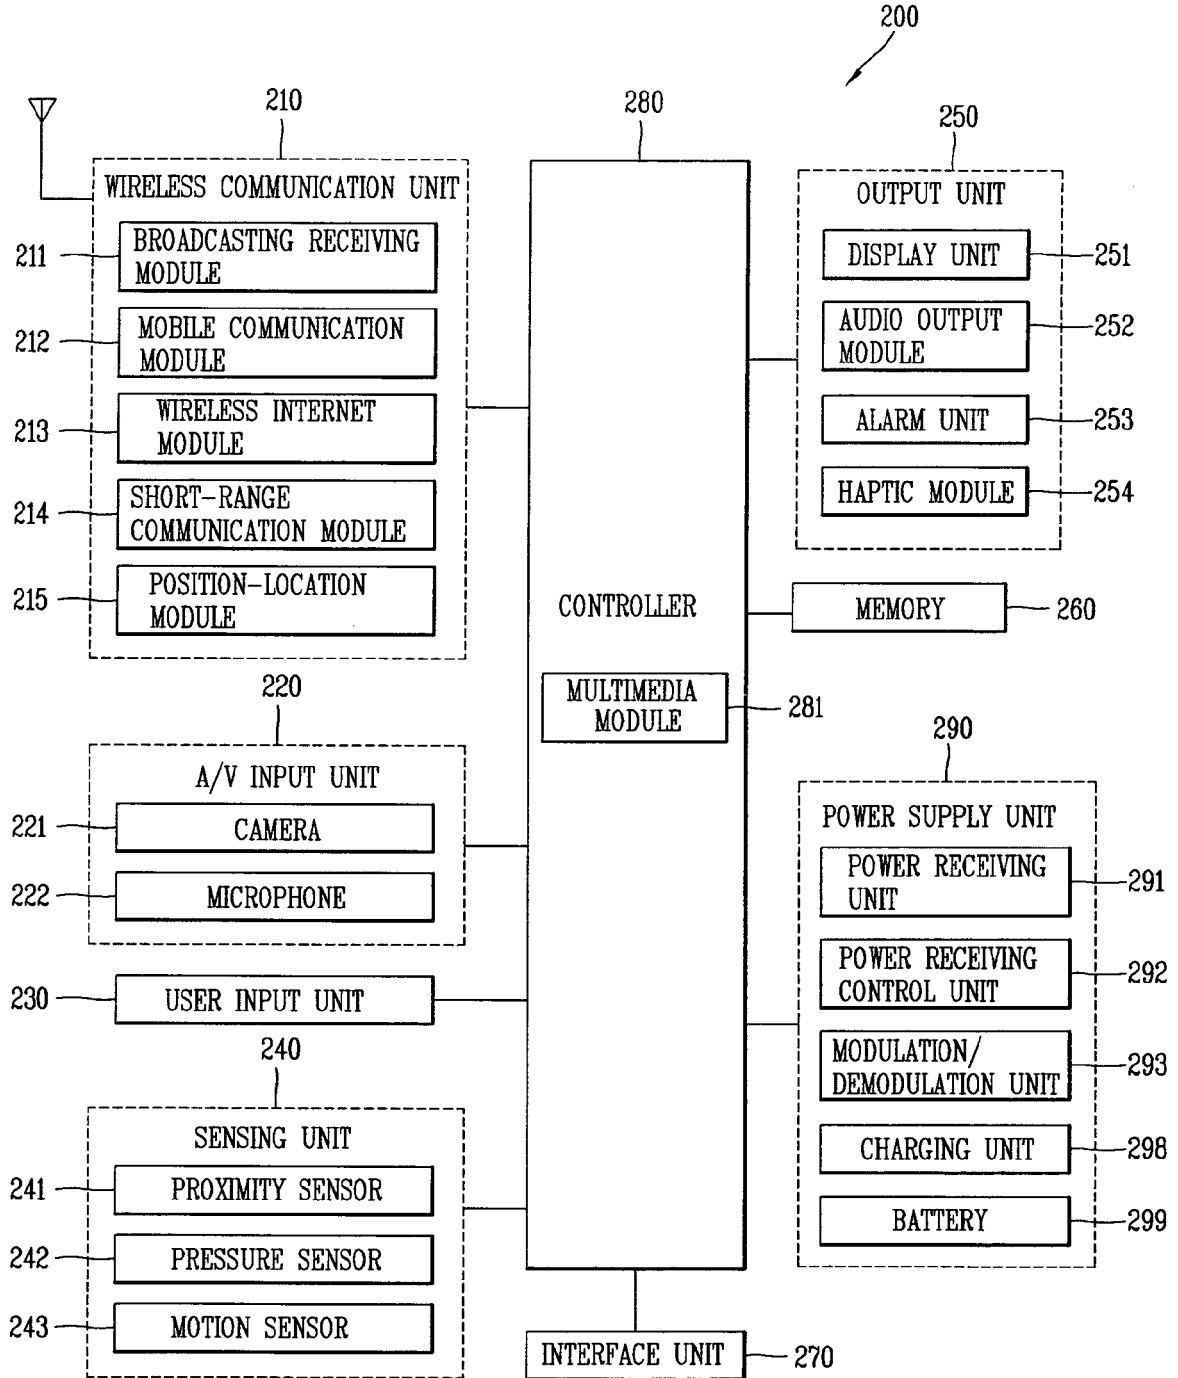 200
210
WIRELESS COMMUNICATION UNIT
211
BROADCASTING RECEIVING
MODULE
212
MOBILE COMMUNICATION
MODULE
213
WIRELESS INTERNET
MODULE
214
SHORT-RANGE
COMMUNICATION MODULE
215
POSITION-LOCATION
MODULE
220
A/V INPUT UNIT
221
CAMERA
222
MICROPHONE
230
USER INPUT UNIT
240
SENSING UNIT
241
PROXIMITY SENSOR
242
PRESSURE SENSOR
243
MOTION SENSOR
280
CONTROLLER
MULTIMEDIA
MODULE
281
INTERFACE UNIT
270
250
OUTPUT UNIT
DISPLAY UNIT
251
AUDIO OUTPUT
MODULE
252
ALARM UNIT
253
HAPTIC MODULE
254
MEMORY
260
290
POWER SUPPLY UNIT
POWER RECEIVING
UNIT
291
POWER RECEIVING
CONTROL UNIT
292
MODULATION/
DEMODULATION UNIT
293
CHARGING UNIT
298
BATTERY
299